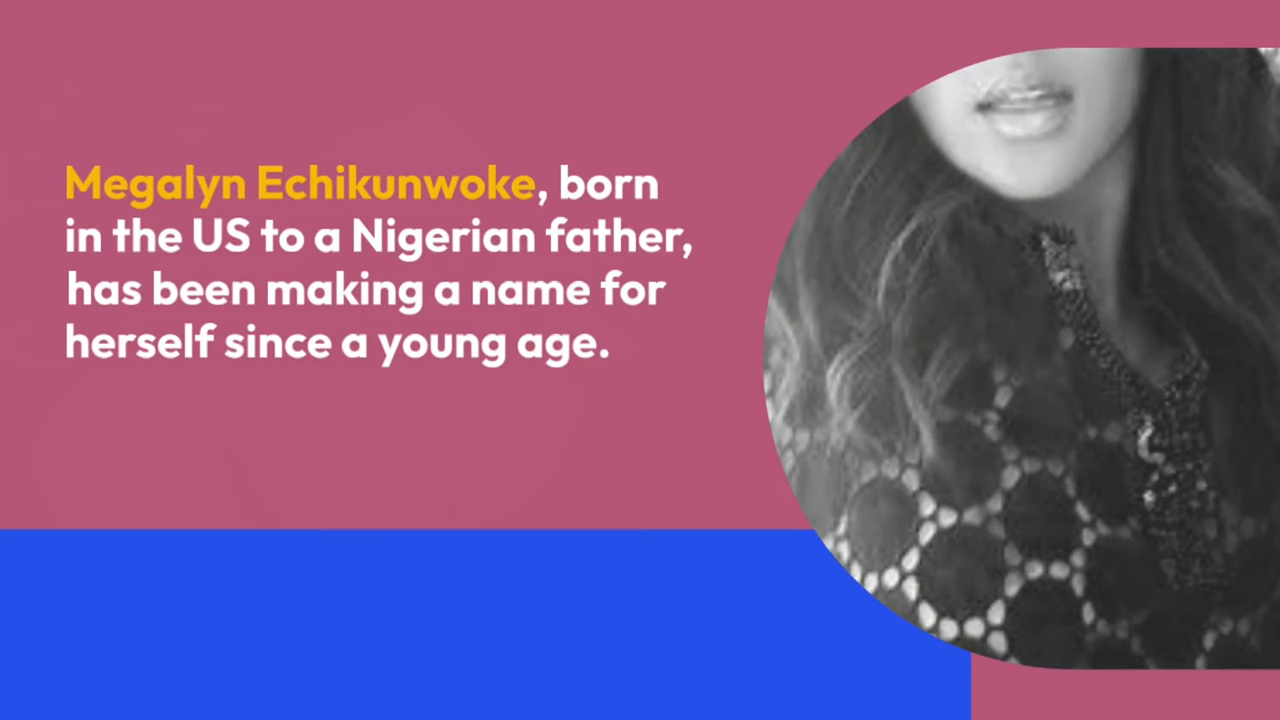 Megalyn Echikunwoke, born
in the US to a Nigerian father,
has been making a name for
herself since a young age.